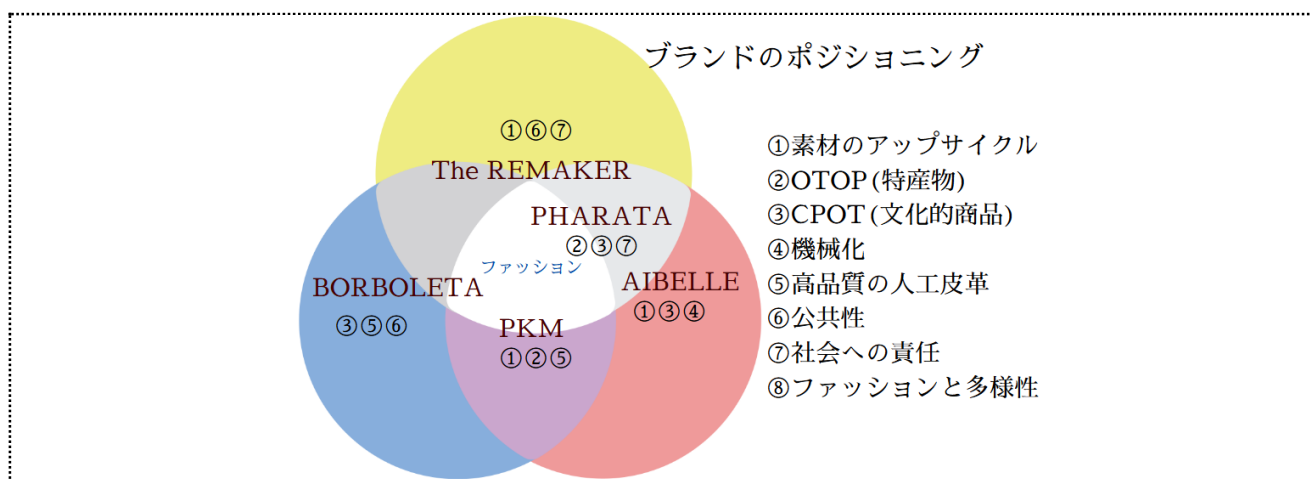 ブランドのポジショニング
①⑥⑦
The REMAKER
PHARATA
②③⑦
ファッション
BORBOLETA
③⑤⑥
AIBELLE
①③④
PKM
①②⑤
①素材のアップサイクル
②OTOP(特産物)
③CPOT(文化的商品)
④機械化
⑤高品質の人工皮革
⑥公共性
⑦社会への責任
⑧ファッションと多様性